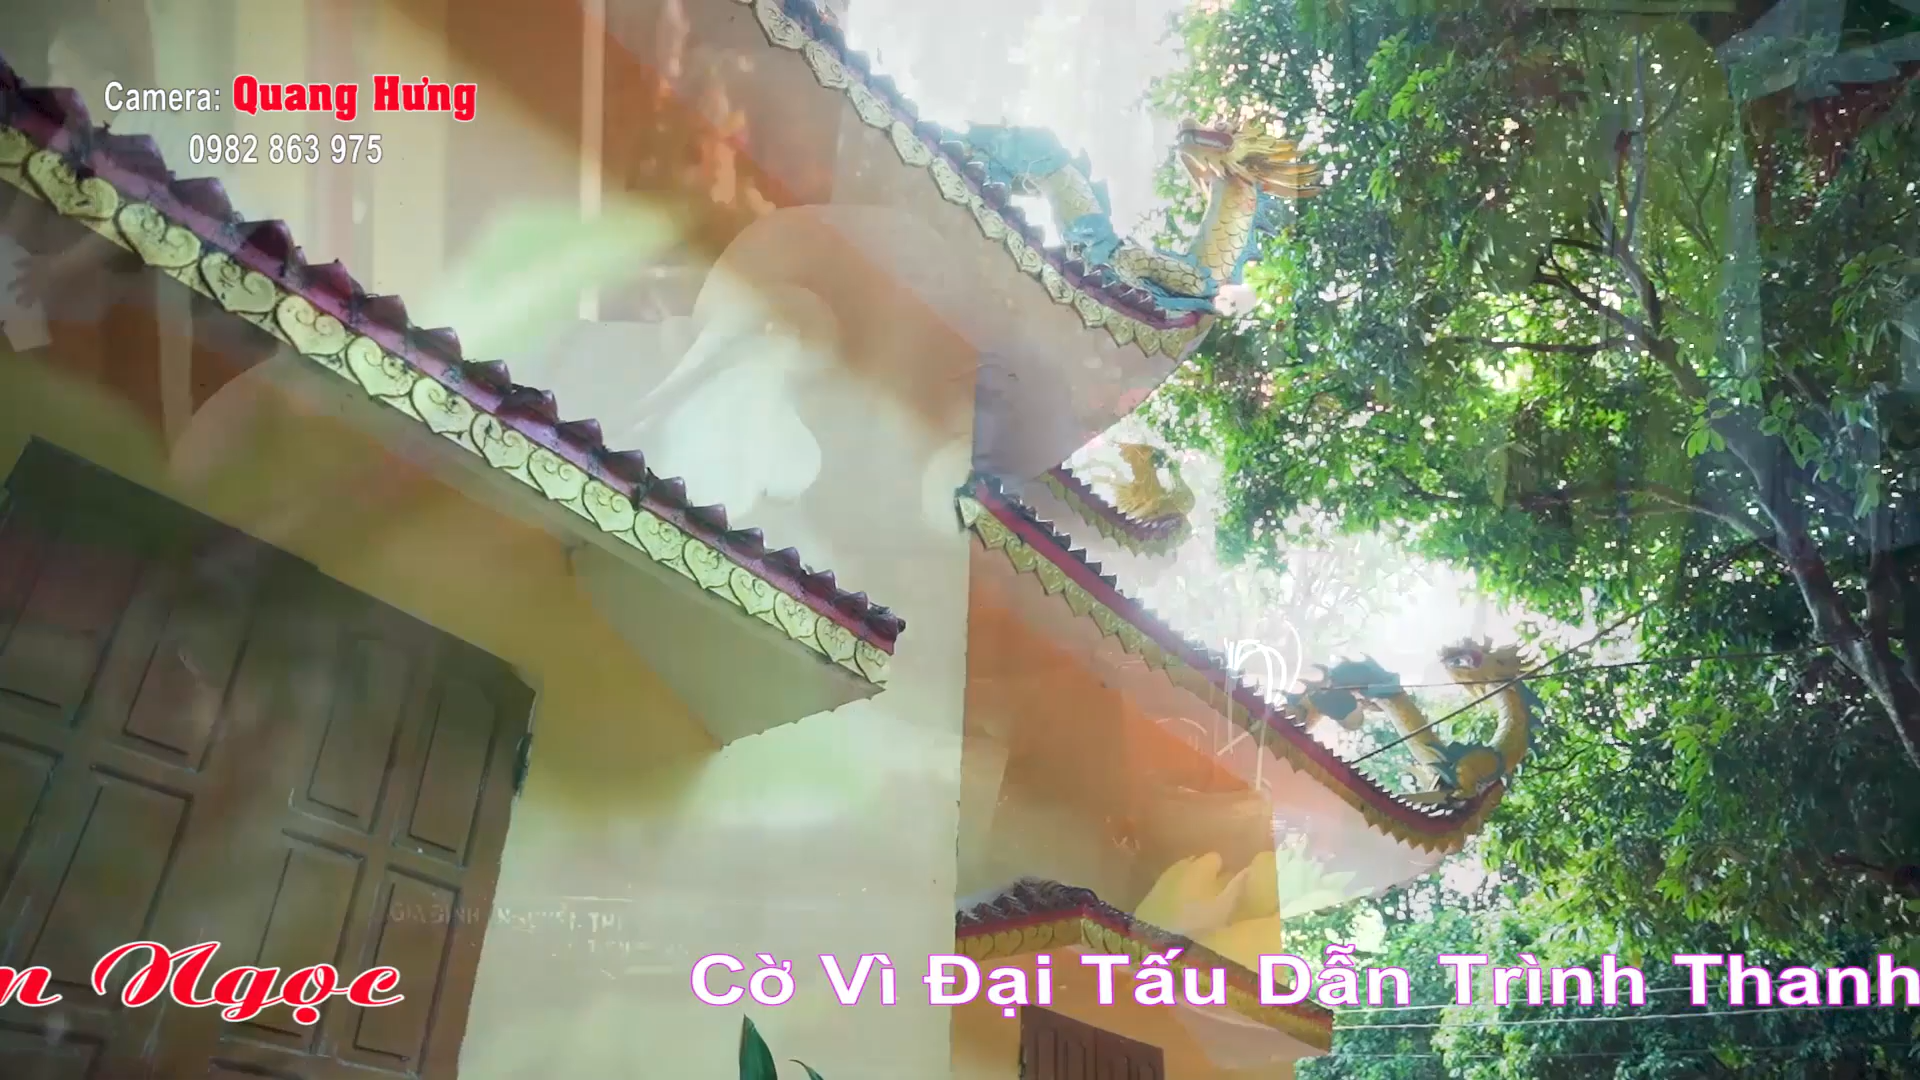 Camera: Quang Hưng
0982 863 975
n Ngọc
Cờ Vì Đại Tấu Dẫn Trình Thanh